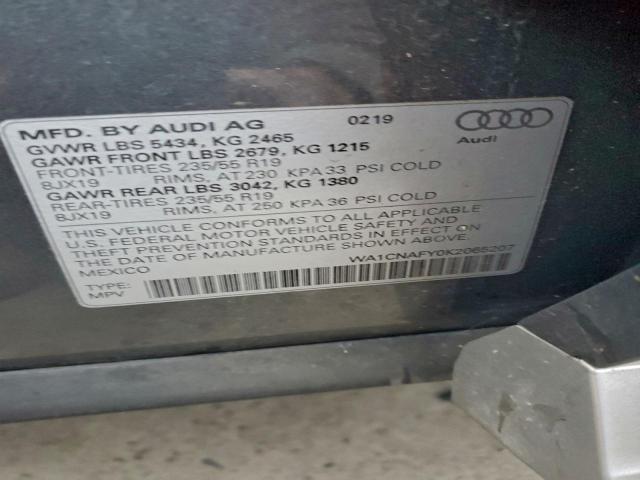 MFD. BY AUDI AG 0219
GVWR LBS 5434, KG 2465
GAWR FRONT LBS 2679, KG 1215
FRONT-TIRES 235/55 R19
8JX19 RIMS, AT 230 KPA 33 PSI COLD
GAWR REAR LBS 3042, KG 1380
REAR-TIRES 235/55 R19
8JX19 RIMS, AT 250 KPA 36 PSI COLD
Audi
THIS VEHICLE CONFORMS TO ALL APPLICABLE
U.S. FEDERAL MOTOR VEHICLE SAFETY AND
THEFT PREVENTION STANDARDS IN EFFECT ON
THE DATE OF MANUFACTURE SHOWN ABOVE.
MEXICO WA1CNAFY0K2065207
TYPE:
MPV